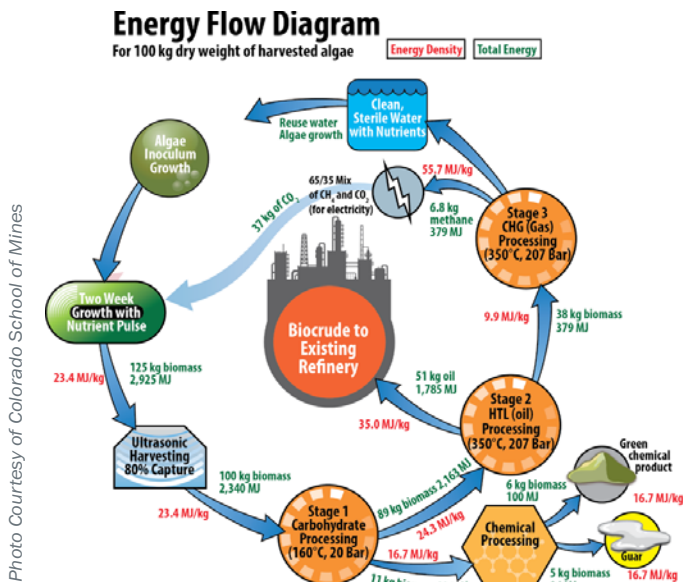 Energy Flow Diagram
For 100 kg dry weight of harvested algae
Energy Density
Total Energy
Clean,
Sterile Water
with Nutrients
Reuse water
Algae growth
Algae
Inoculum
Growth
55.7 MJ/kg
65/35 Mix
of CH4 and CO2
(for electricity)
37 kg of CO2
6.8 kg
methane
379 MJ
Stage 3
CHG (Gas)
Processing
(350°C, 207 Bar)
Two Week
Growth with
Nutrient Pulse
9.9 MJ/kg
38 kg biomass
379 MJ
Biocrude to
Existing
Refinery
23.4 MJ/kg
125 kg biomass
2,925 MJ
51 kg oil
1,785 MJ
35.0 MJ/kg
Stage 2
HTL (oil)
Processing
(350°C, 207 Bar)
Ultrasonic
Harvesting
80% Capture
100 kg biomass
2,340 MJ
23.4 MJ/kg
Stage 1
Carbohydrate
Processing
(160°C, 20 Bar)
89 kg biomass 2,163 MJ
24.3 MJ/kg
16.7 MJ/kg
6 kg biomass
100 MJ
Green
chemical
product
16.7 MJ/kg
Chemical
Processing
Guar
5 kg biomass
16.7 MJ/kg
11 kg
Photo Courtesy of Colorado School of Mines